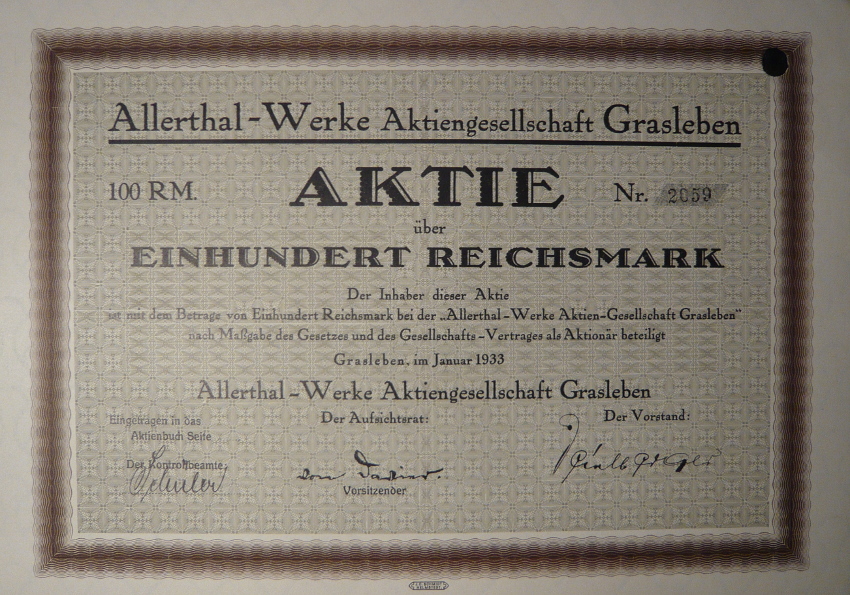 Allerthal-Werke Aktiengesellschaft Grasleben
100 RM. AKTIE Nr. 2059
über
EINHUNDERT REICHSMARK
Der Inhaber dieser Aktie
ist mit dem Betrage von Einhundert Reichsmark bei der „Allerthal-Werke Aktien-Gesellschaft Grasleben"
nach Maßgabe des Gesetzes und des Gesellschafts-Vertrages als Aktionär beteiligt
Grasleben, im Januar 1933
Allerthal-Werke Aktiengesellschaft Grasleben
Eingetragen in das
Aktienbuch Seite
Der Kontrollbeamte:
Der Aufsichtsrat:
von
Vorsitzender
Der Vorstand: